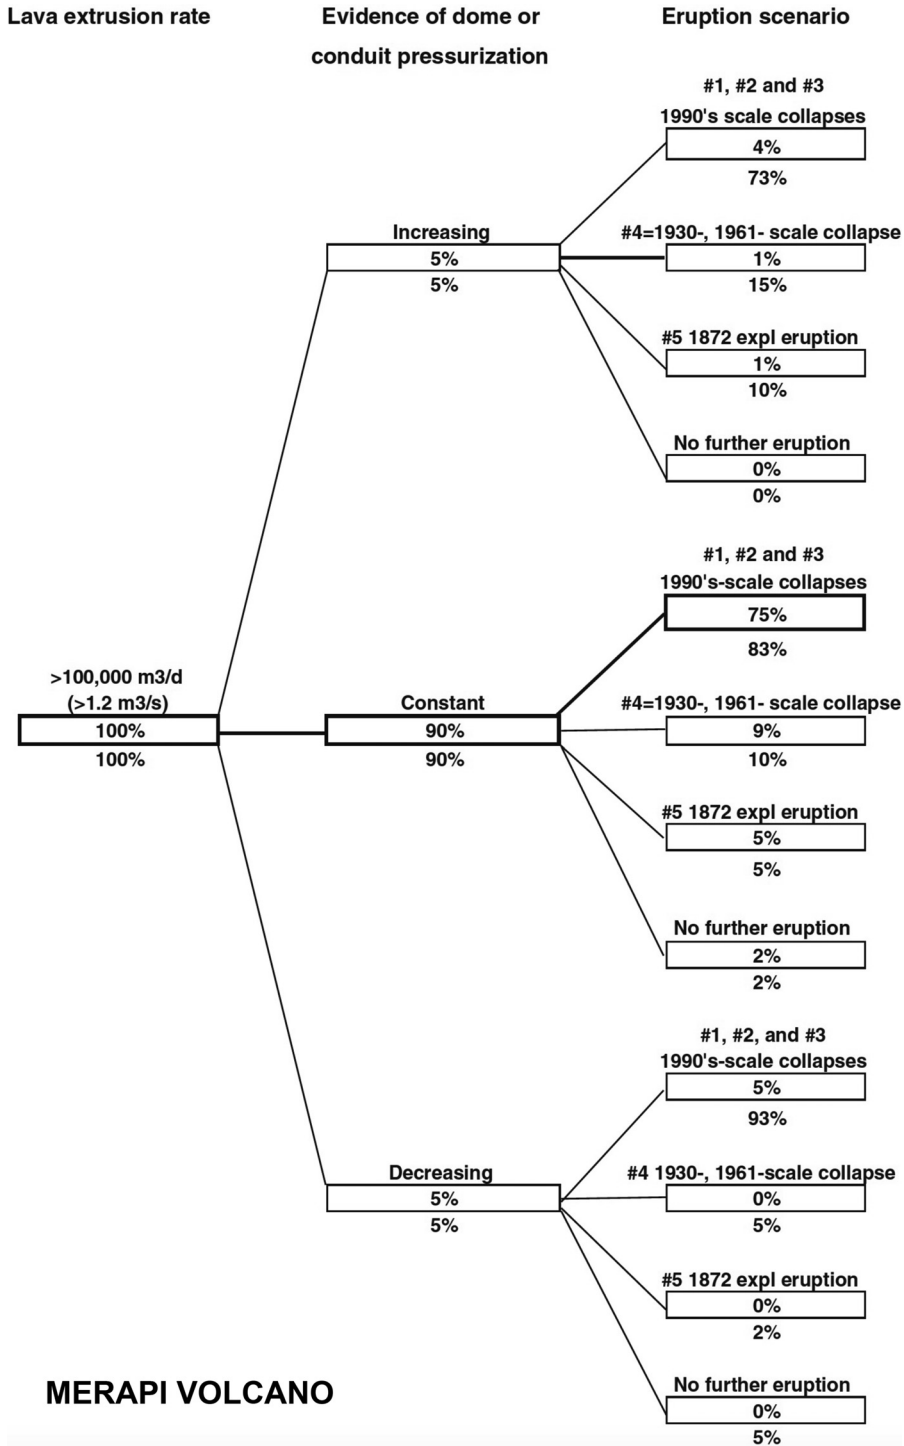 Lava extrusion rate
Evidence of dome or
conduit pressurization
Eruption scenario
#1, #2 and #3
1990's scale collapses
4%
73%
Increasing
5%
5%
#4=1930-, 1961- scale collapse
1%
15%
#5 1872 expl eruption
1%
10%
No further eruption
0%
0%
#1, #2 and #3
1990's-scale collapses
75%
83%
>100,000 m3/d
(>1.2 m3/s)
100%
100%
Constant
90%
90%
#4=1930-, 1961- scale collapse
9%
10%
#5 1872 expl eruption
5%
5%
No further eruption
2%
2%
#1, #2, and #3
1990's-scale collapses
5%
93%
Decreasing
5%
5%
#4 1930-, 1961-scale collapse
0%
5%
#5 1872 expl eruption
0%
2%
No further eruption
0%
5%
MERAPI VOLCANO